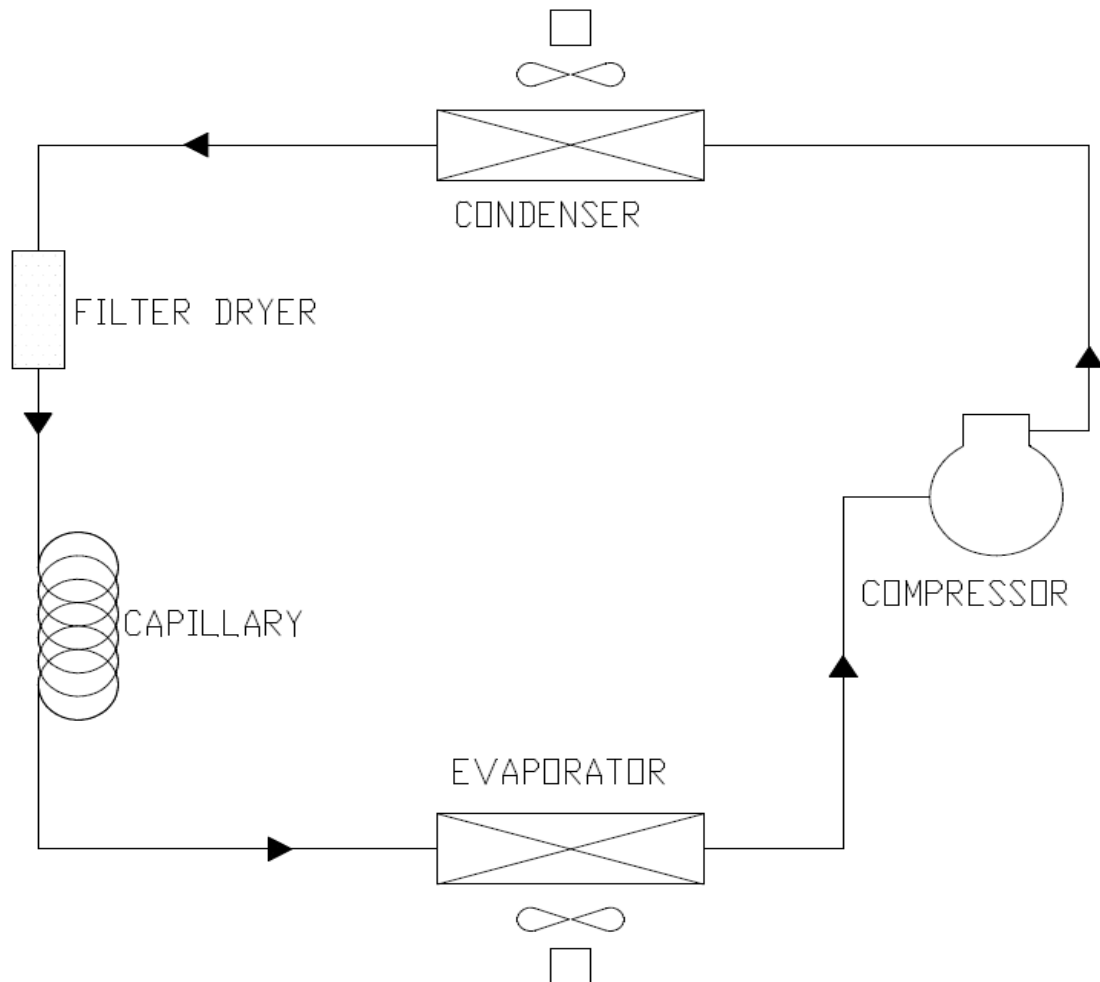 CONDENSER
FILTER DRYER
COMPRESSOR
CAPILLARY
EVAPORATOR